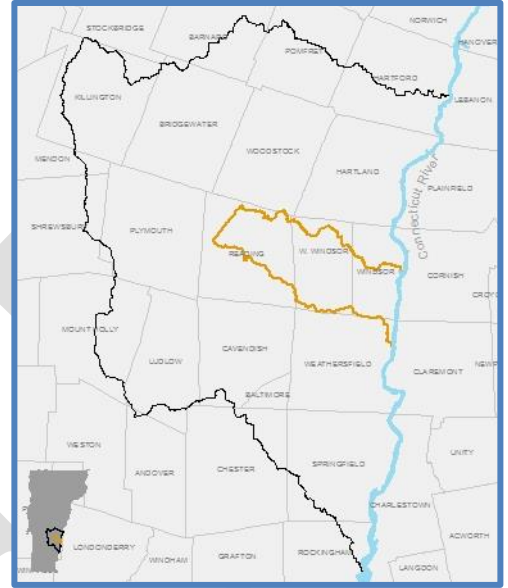 NORWICH
STOCKBRIDGE
BARNARD
HANOVER
POMFRET
HARTFORD
KILLINGTON
LEBANON
BRIDGEWATER
WOODSTOCK
MENDON
HARTLAND
PLAINFIELD
Connecticut River
SHREWSBURY
PLYMOUTH
READING
W. WINDSOR
WINDSOR
CORNISH
CROY
MOUNT HOLLY
CAVENDISH
LUDLOW
WEATHERSFIELD
CLAREMONT
NEWP
BALTIMORE
WESTON
UNITY
ANDOVER
CHESTER
SPRINGFIELD
CHARLESTOWN
ACWORTH
LONDONDERRY
WINDHAM
GRAFTON
ROCKINGHAM
LANGDON